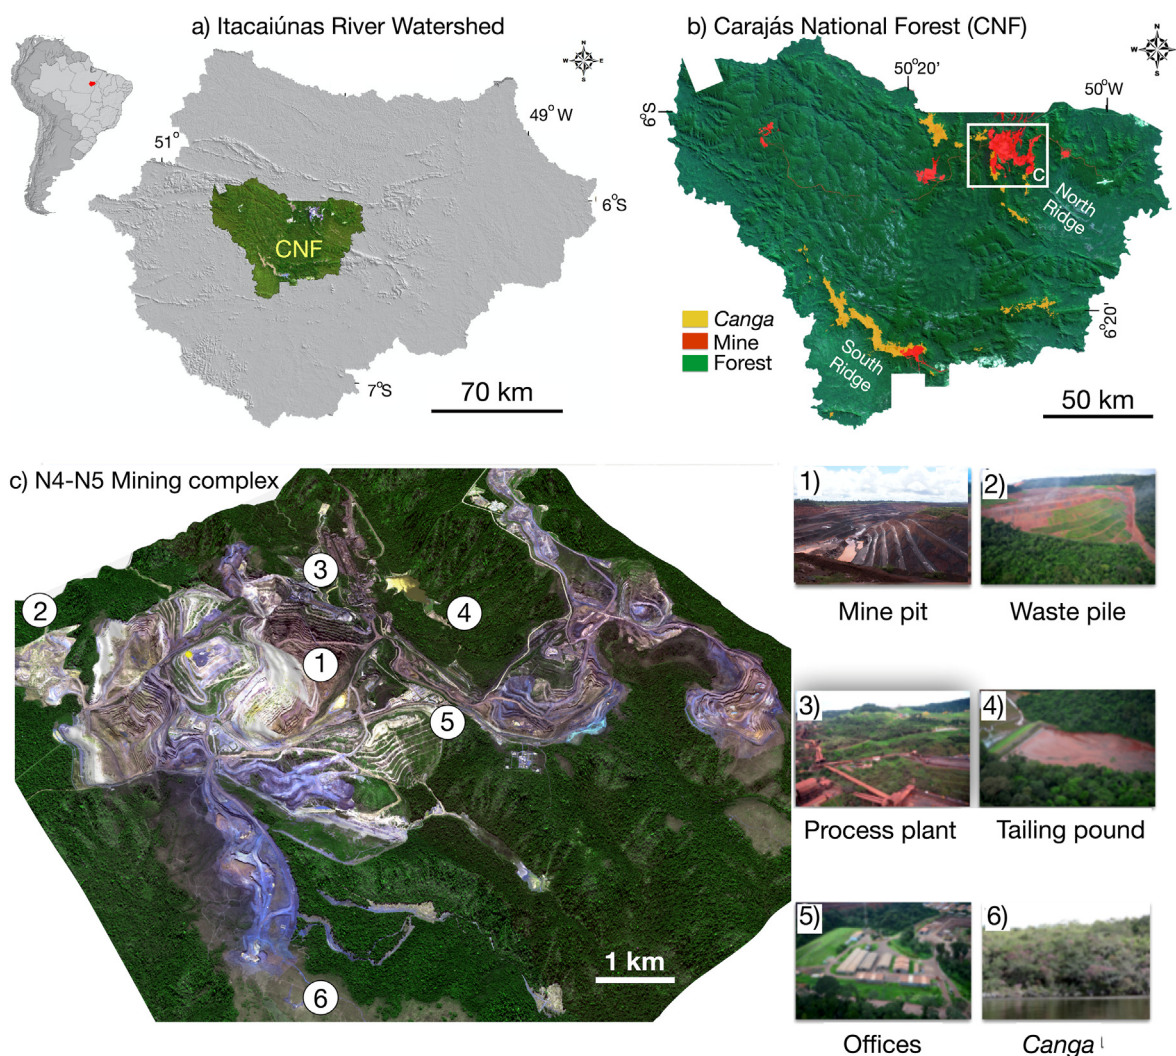 a) Itacaiúnas River Watershed
N
W E
S
51°
49° W
6°S
CNF
7°S
70 km
b) Carajás National Forest (CNF)
N
W E
S
50° 20'
50° W
6°S
C
North
Ridge
6°20'
Canga
Mine
Forest
South
Ridge
50 km
c) N4-N5 Mining complex
1
2
3
4
5
6
1 km
1)
Mine pit
2)
Waste pile
3)
Process plant
4)
Tailing pound
5)
Offices
6)
Canga